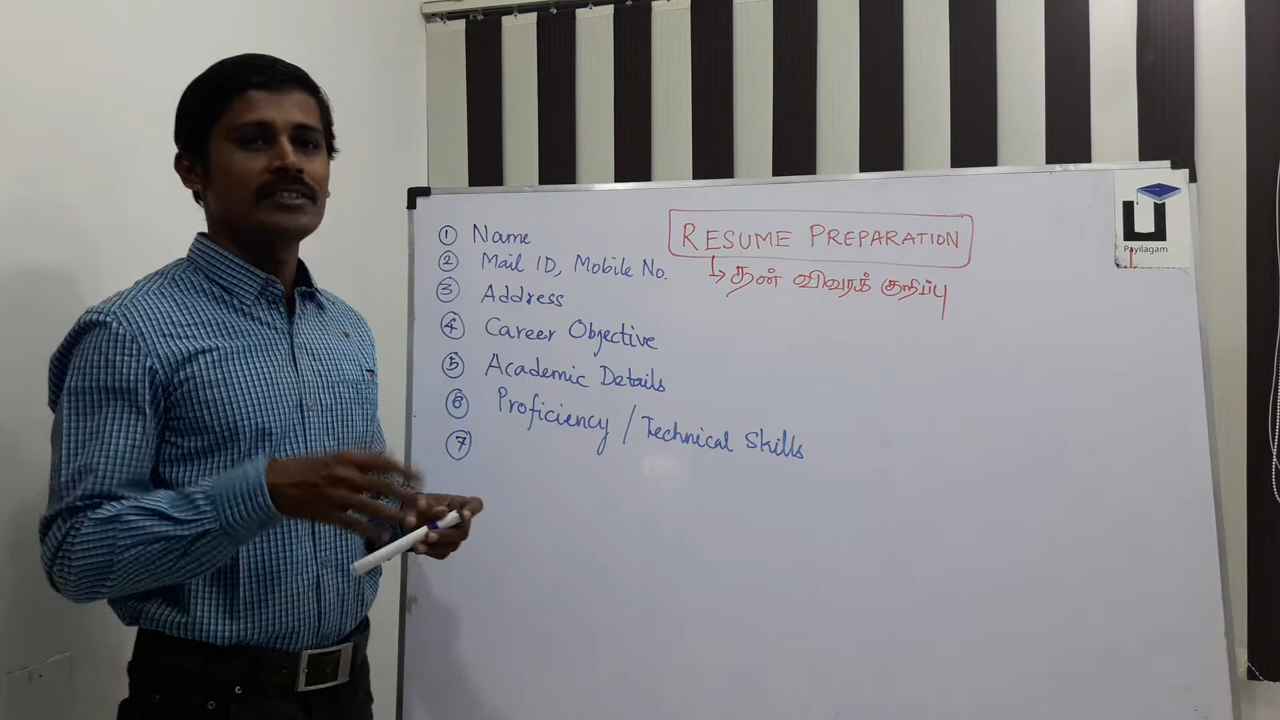 RESUME PREPARATION
தன் விவரக் குறிப்பு
① Name
② Mail ID, Mobile No.
③ Address
④ Career Objective
⑤ Academic Details
⑥ Proficiency / Technical Skills
⑦
Payilagam